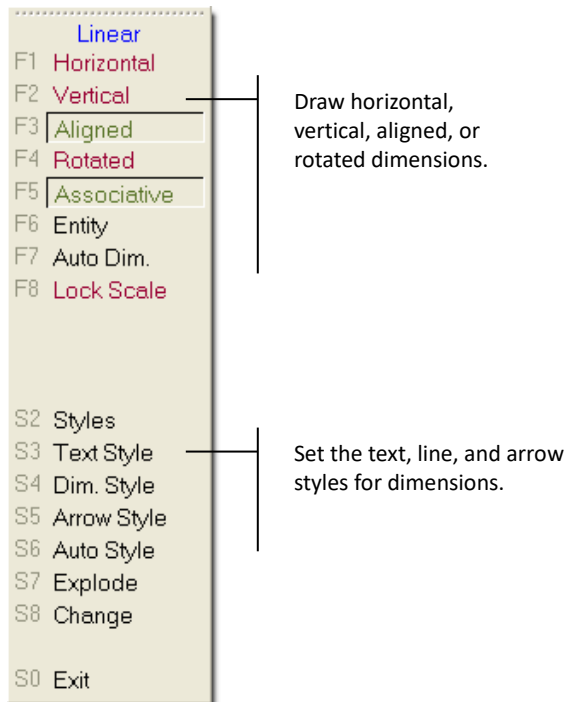 Linear
F1 Horizontal
F2 Vertical
F3 Aligned
F4 Rotated
F5 Associative
F6 Entity
F7 Auto Dim.
F8 Lock Scale
Draw horizontal,
vertical, aligned, or
rotated dimensions.
S2 Styles
S3 Text Style
S4 Dim. Style
S5 Arrow Style
S6 Auto Style
S7 Explode
S8 Change
S0 Exit
Set the text, line, and arrow
styles for dimensions.